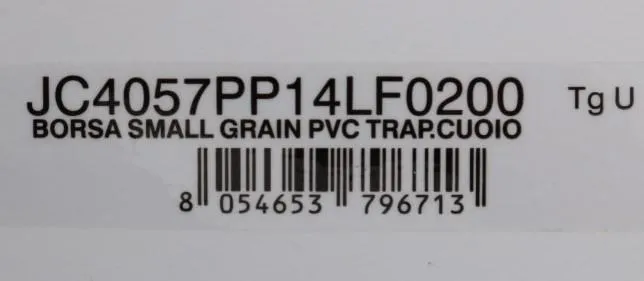 JC4057PP14LF0200 Tg U
BORSA SMALL GRAIN PVC TRAP.CUOIO
8 054653 796713